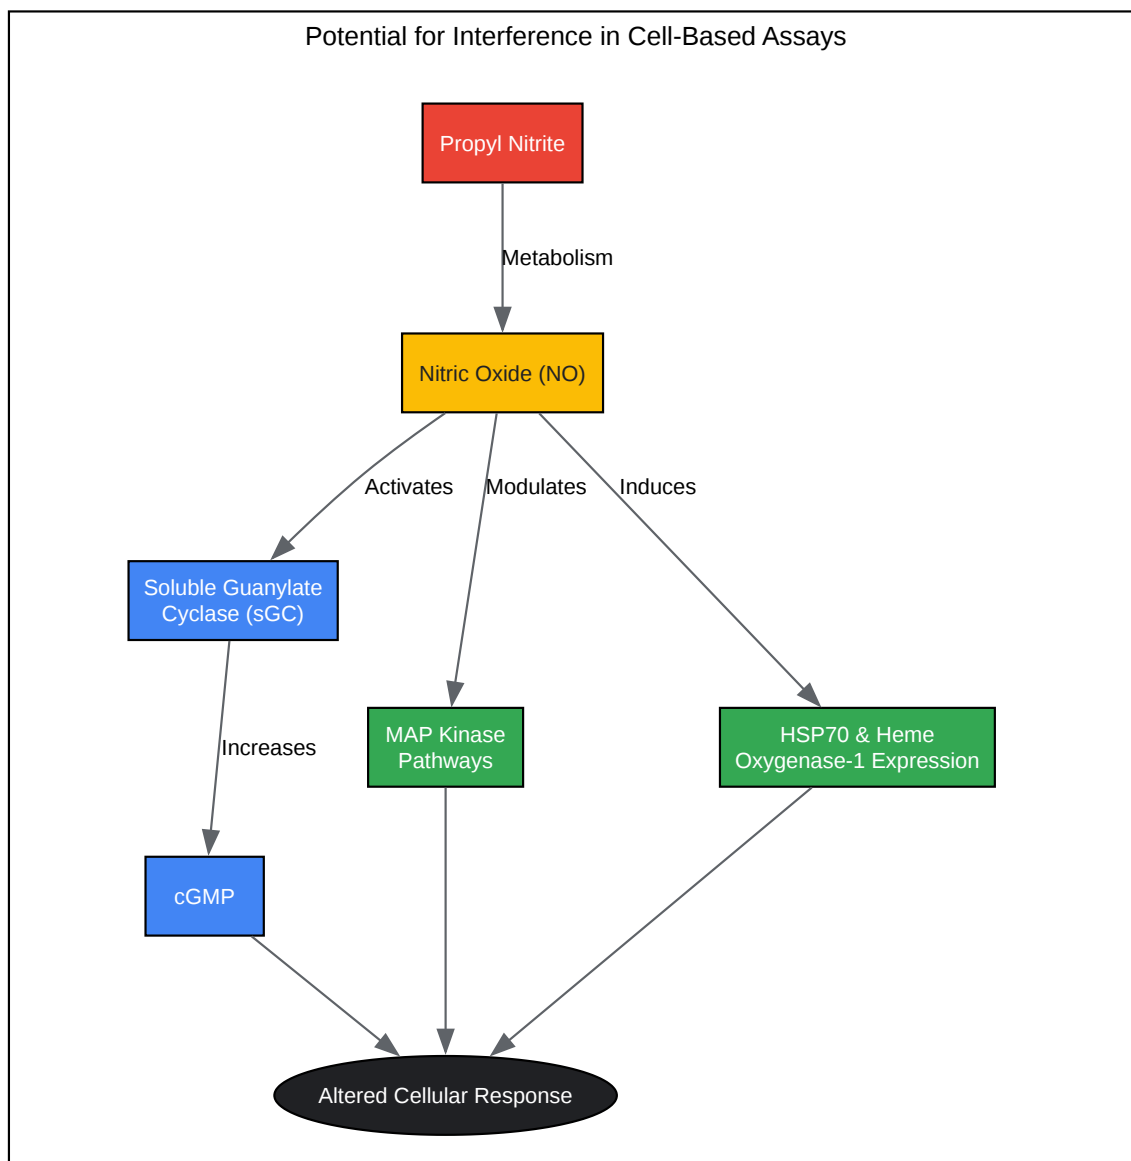 Potential for Interference in Cell-Based Assays
Propyl Nitrite
Metabolism
Nitric Oxide (NO)
Activates
Modulates
Induces
Soluble Guanylate
Cyclase (sGC)
Increases
MAP Kinase
Pathways
HSP70 & Heme
Oxygenase-1 Expression
cGMP
Altered Cellular Response